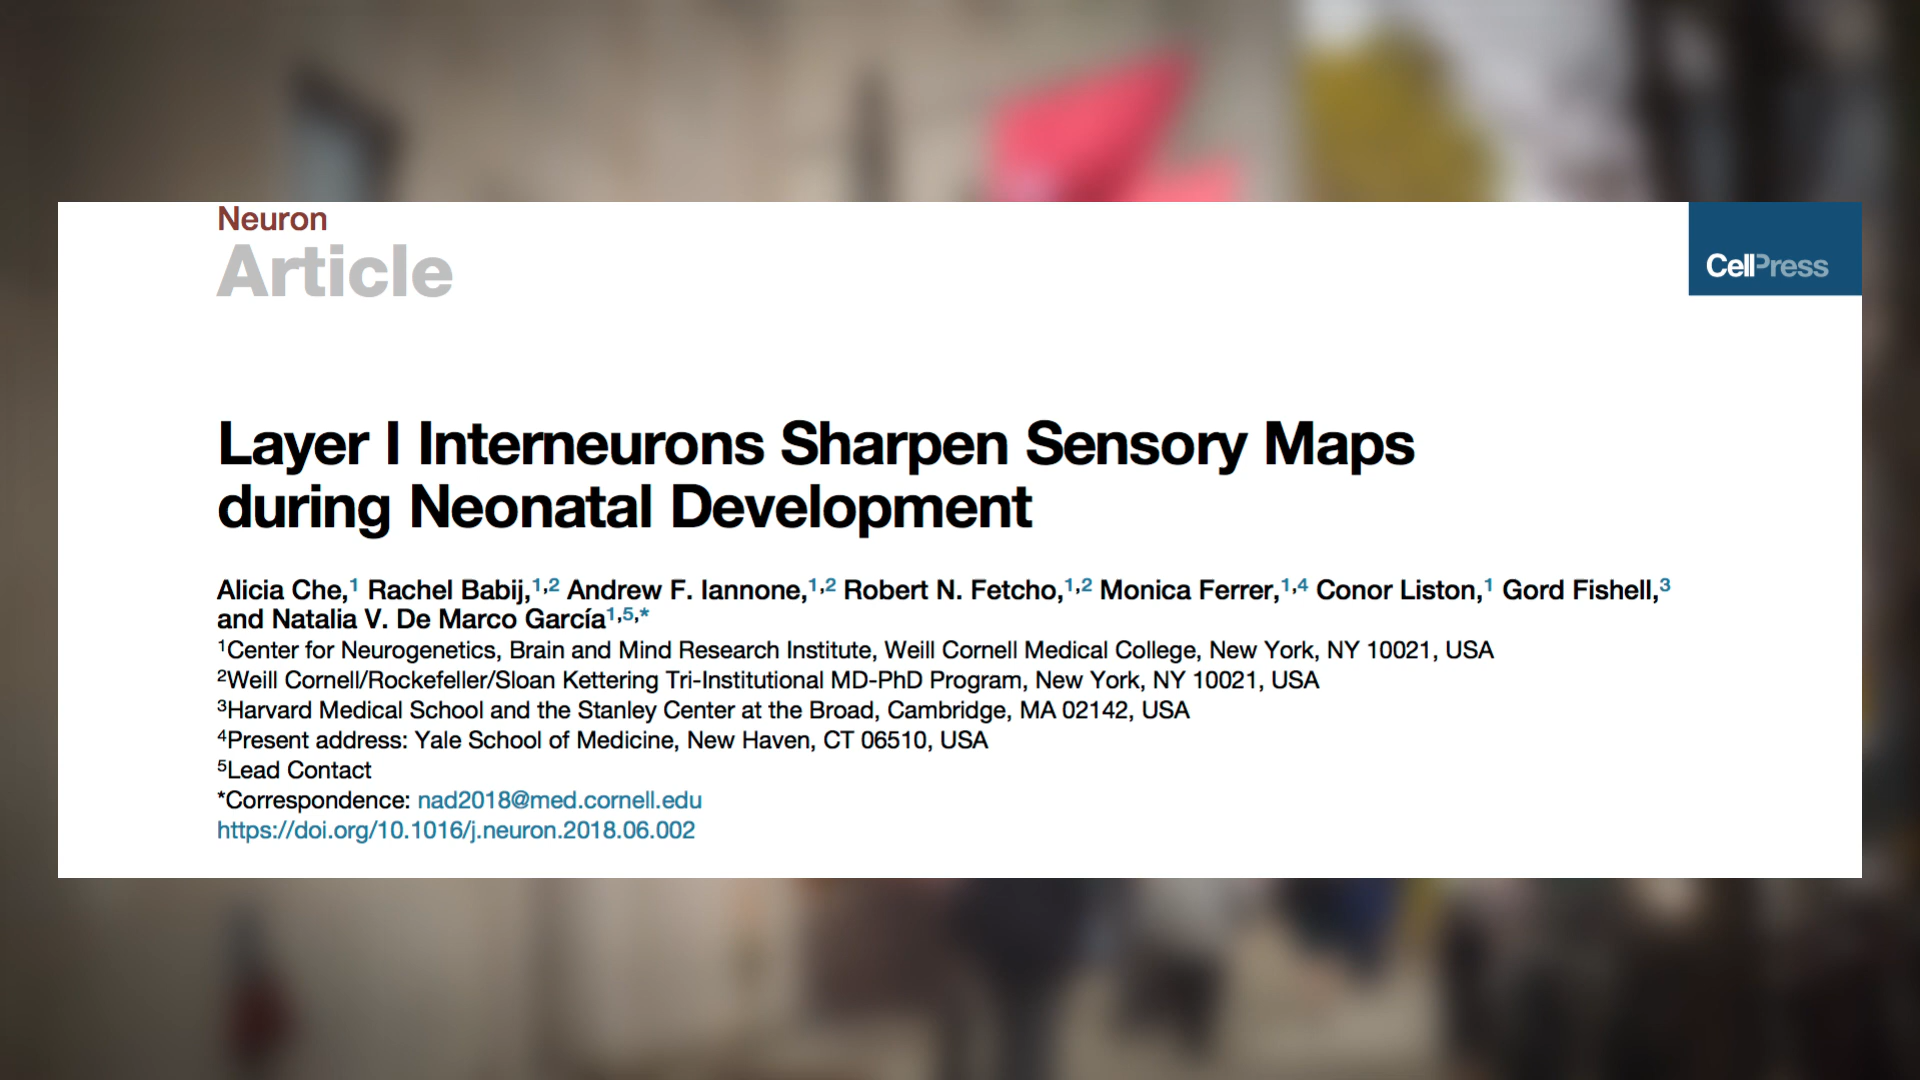 Neuron
Article
CellPress
Layer I Interneurons Sharpen Sensory Maps
during Neonatal Development
Alicia Che,1 Rachel Babij,1,2 Andrew F. Iannone,1,2 Robert N. Fetcho,1,2 Monica Ferrer,1,4 Conor Liston,1 Gord Fishell,3
and Natalia V. De Marco García1,5,*
1Center for Neurogenetics, Brain and Mind Research Institute, Weill Cornell Medical College, New York, NY 10021, USA
2Weill Cornell/Rockefeller/Sloan Kettering Tri-Institutional MD-PhD Program, New York, NY 10021, USA
3Harvard Medical School and the Stanley Center at the Broad, Cambridge, MA 02142, USA
4Present address: Yale School of Medicine, New Haven, CT 06510, USA
5Lead Contact
*Correspondence: nad2018@med.cornell.edu
https://doi.org/10.1016/j.neuron.2018.06.002